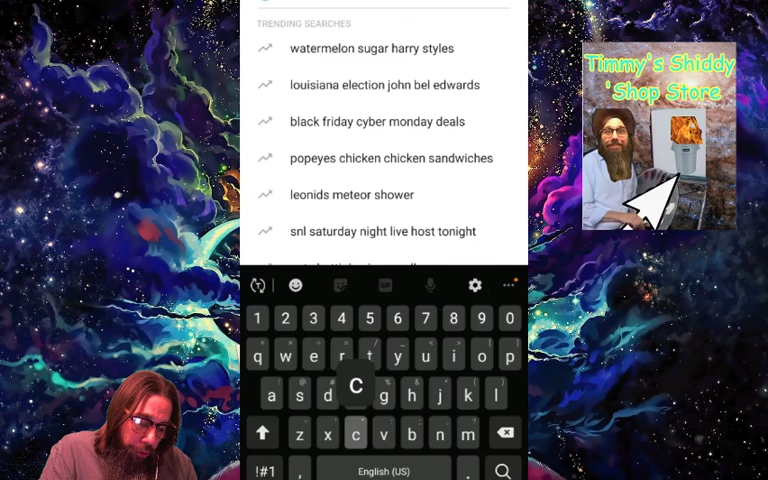 TRENDING SEARCHES
watermelon sugar harry styles
louisiana election john bel edwards
black friday cyber monday deals
popeyes chicken chicken sandwiches
leonids meteor shower
snl saturday night live host tonight
Timmy's Shiddy
'Shop Store
GIF
1 2 3 4 5 6 7 8 9 0
q w e r t y u i o p
a s d C g h j k l
z x c v b n m
!#1 , English (US) .